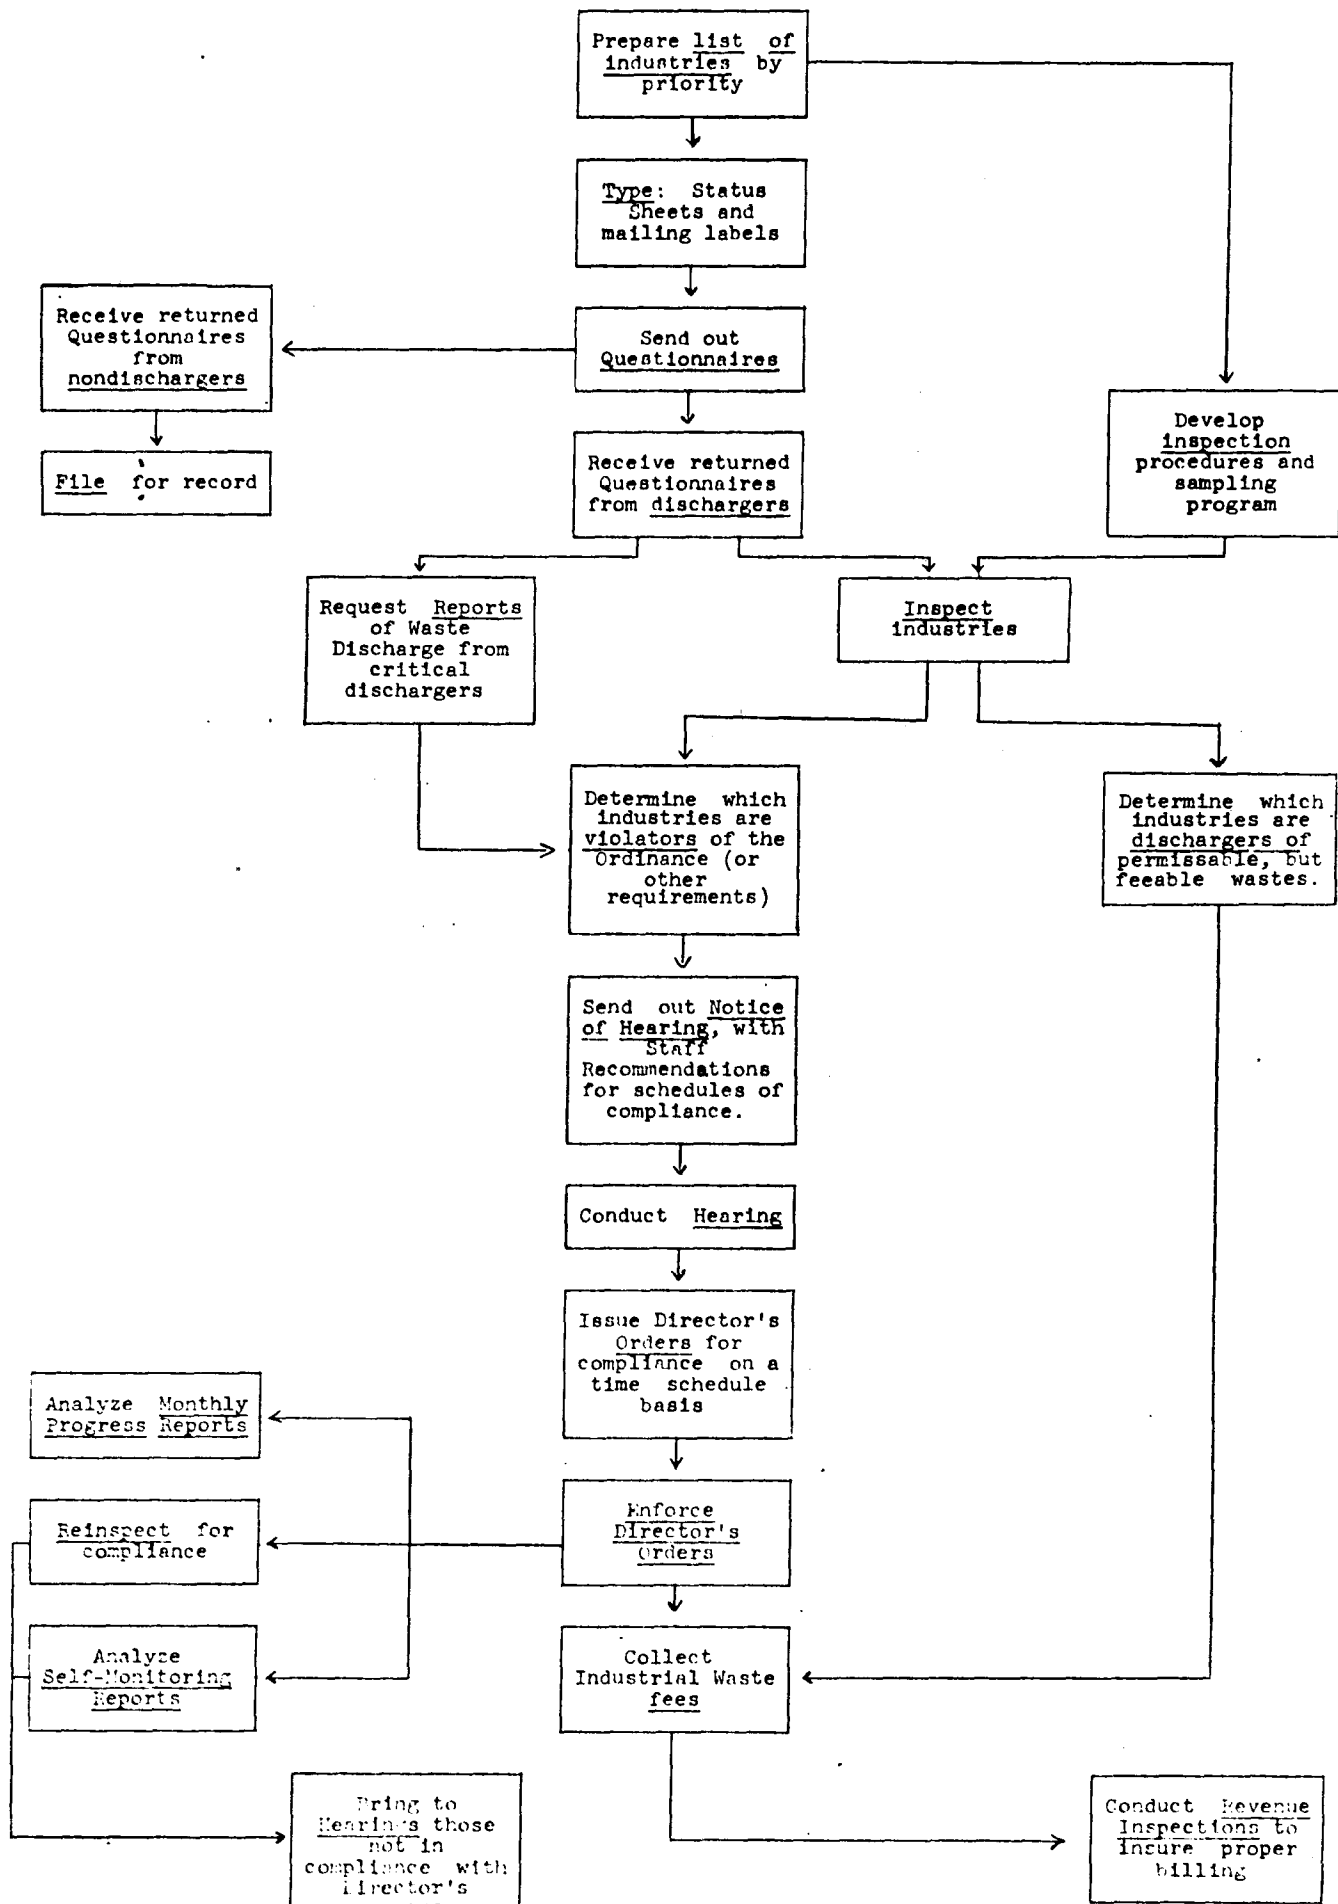 Prepare list of
industries by
priority
Type: Status
Sheets and
mailing labels
Receive returned
Questionnaires
from
nondischargers
Send out
Questionnaires
File for record
Receive returned
Questionnaires
from dischargers
Develop
inspection
procedures and
sampling
program
Request Reports
of Waste
Discharge from
critical
dischargers
Inspect
industries
Determine which
industries are
violators of the
Ordinance (or
other
requirements)
Determine which
industries are
dischargers of
permissable, but
feeable wastes.
Send out Notice
of Hearing, with
Staff
Recommendations
for schedules of
compliance.
Conduct Hearing
Issue Director's
Orders for
compliance on a
time schedule
basis
Analyze Monthly
Progress Reports
Reinspect for
compliance
Enforce
Director's
Orders
Analyze
Self-Monitoring
Reports
Collect
Industrial Waste
fees
Bring to
Hearings those
not in
compliance with
Director's
Conduct Revenue
Inspections to
insure proper
billing